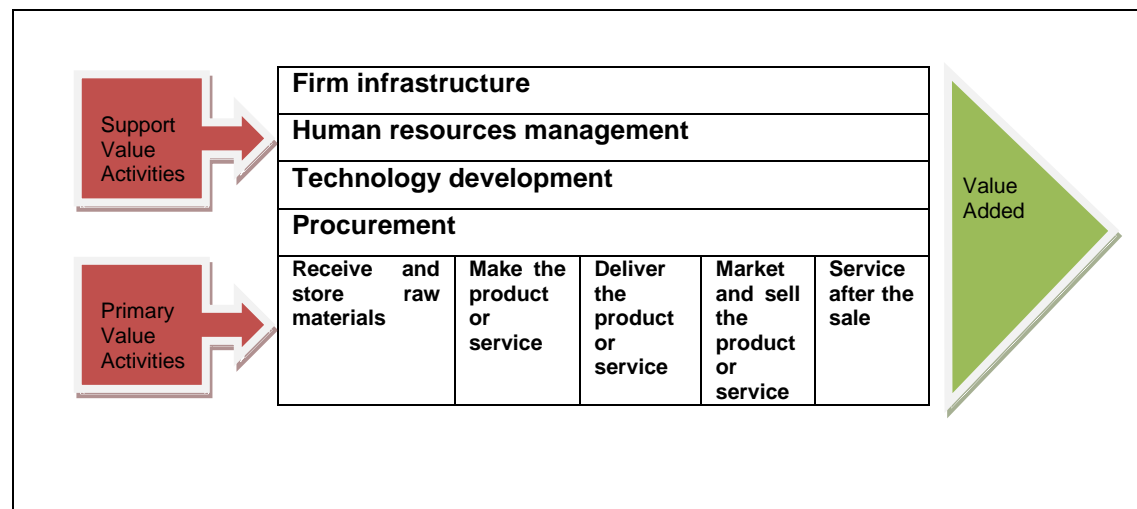 Support
Value
Activities
Firm infrastructure
Human resources management
Technology development
Procurement
Value
Added
Primary
Value
Activities
Receive and
store raw
materials
Make the
product
or
service
Deliver
the
product
or
service
Market
and sell
the
product
or
service
Service
after the
sale